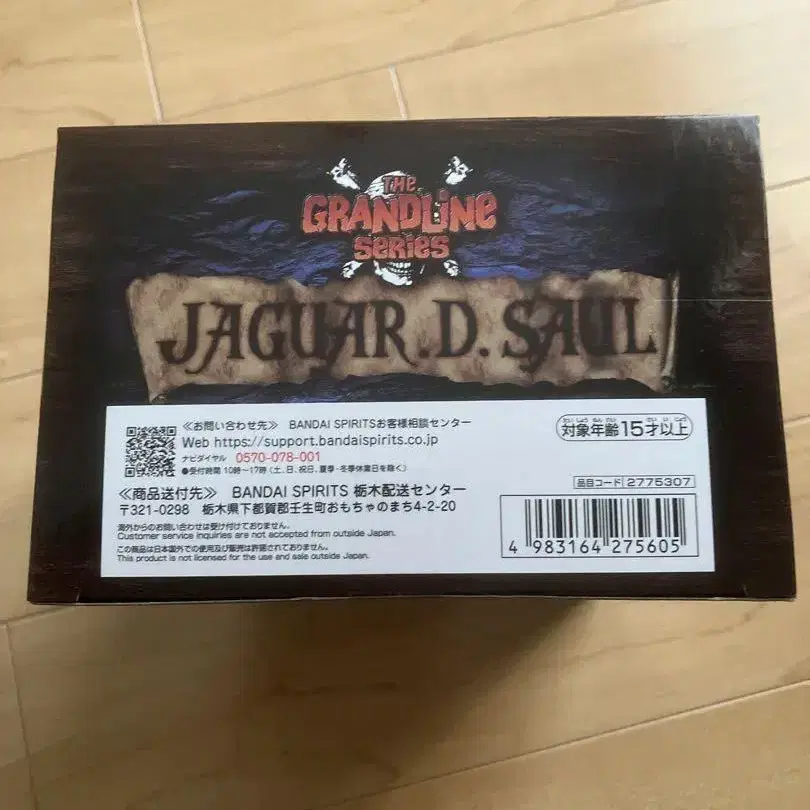 THE
GRANDLINE
SERIES
JAGUAR.D.SAUL
≪お問い合わせ先≫ BANDAI SPIRITSお客様相談センター
Web https://support.bandaispirits.co.jp
ナビダイヤル 0570-078-001
●受付時間 10時〜17時(土、日、祝日、夏季・冬季休業日を除く)
対象年齢15才以上
品目コード 2775307
≪商品送付先≫ BANDAI SPIRITS 栃木配送センター
〒321-0298 栃木県下都賀郡壬生町おもちゃのまち4-2-20
海外からのお問い合わせは受け付けておりません。
Customer service inquiries are not accepted from outside Japan.
この商品は日本国外での使用及び販売は許諾されておりません。
This product is not licensed for the use and sale outside Japan.
4 983164 275605